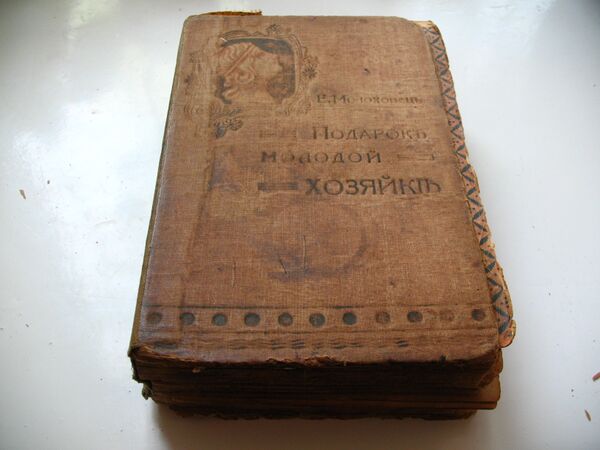 Е. Молоховецъ
Подарокъ
молодой
хозяйкѣ